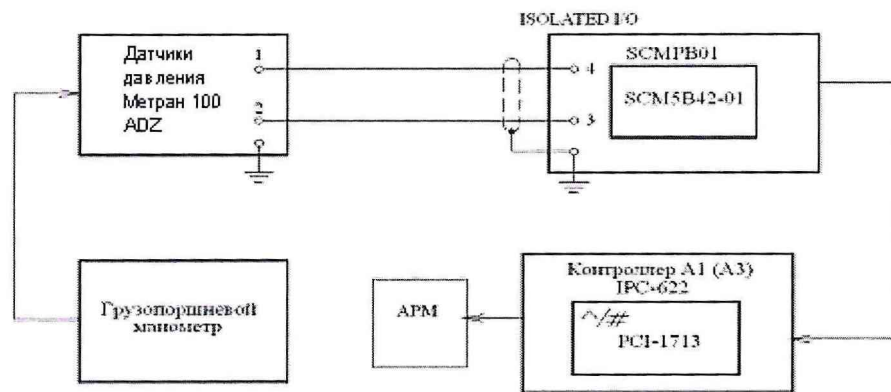 ISOLATED I/O
Датчики
давления
Метран 100
ADZ
1
2
4
3
SCMPB01
SCM5B42-01
Грузопоршневой
манометр
АРМ
Контроллер А1 (А3)
IPC-622
^/#
PCI-1713